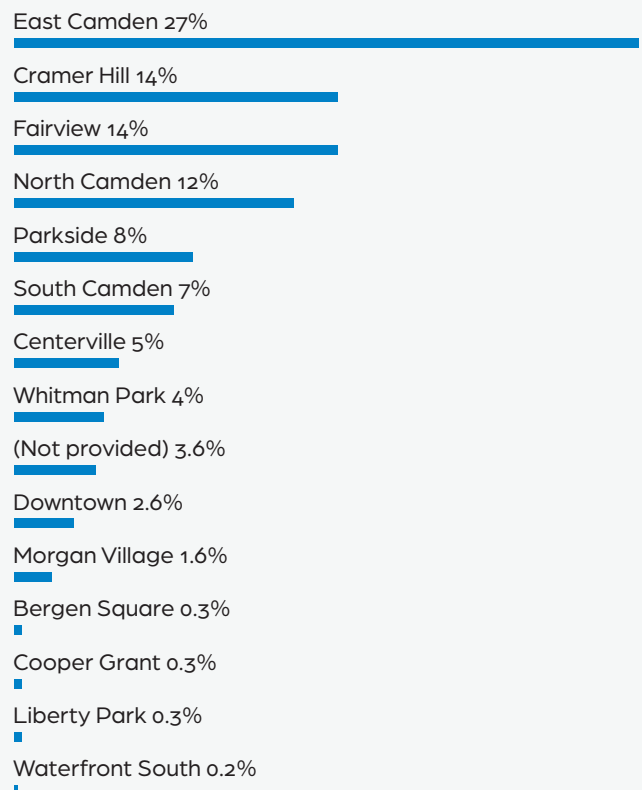 East Camden 27%
Cramer Hill 14%
Fairview 14%
North Camden 12%
Parkside 8%
South Camden 7%
Centerville 5%
Whitman Park 4%
(Not provided) 3.6%
Downtown 2.6%
Morgan Village 1.6%
Bergen Square 0.3%
Cooper Grant 0.3%
Liberty Park 0.3%
Waterfront South 0.2%